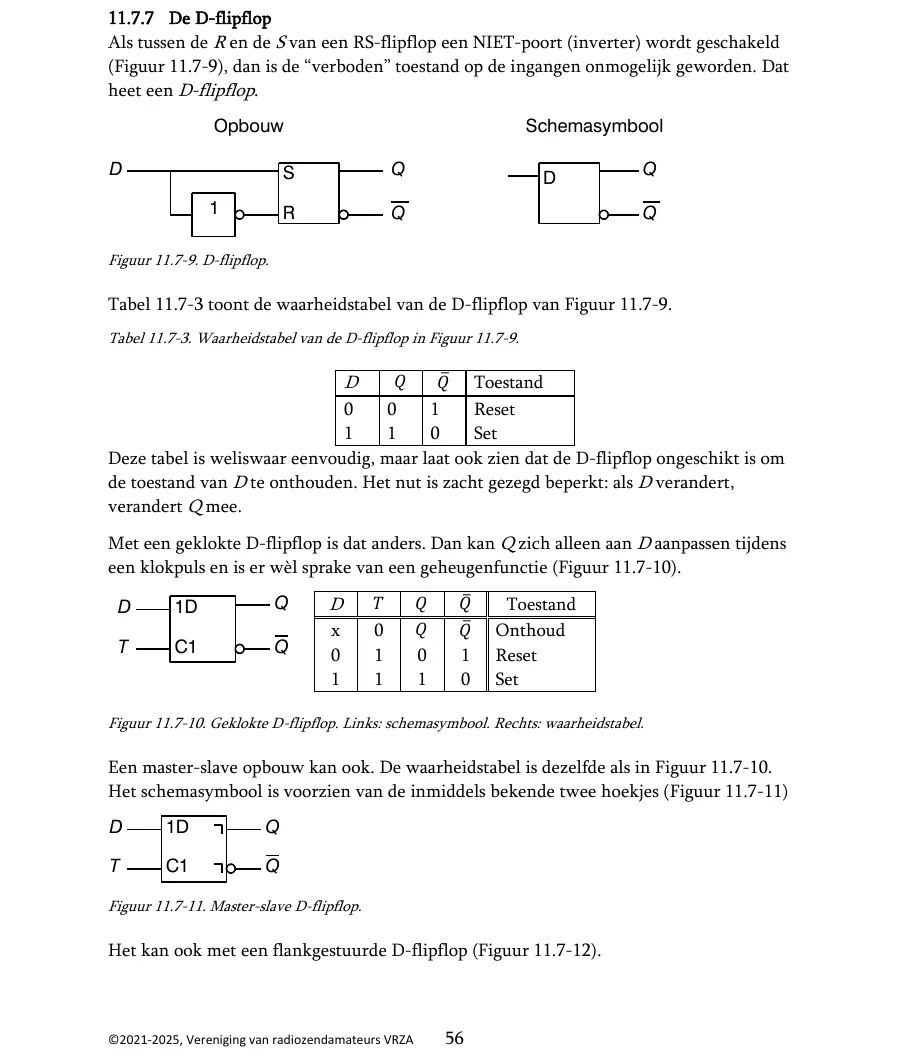 11.7.7 De D-flipflop
Als tussen de R en de S van een RS-flipflop een NIET-poort (inverter) wordt geschakeld
(Figuur 11.7-9), dan is de “verboden” toestand op de ingangen onmogelijk geworden. Dat
heet een D-flipflop.
Opbouw Schemasymbool
D S Q D Q
1 R Q̅ Q̅
Figuur 11.7-9. D-flipflop.
Tabel 11.7-3 toont de waarheidstabel van de D-flipflop van Figuur 11.7-9.
Tabel 11.7-3. Waarheidstabel van de D-flipflop in Figuur 11.7-9.
D Q Q̅ Toestand
0 0 1 Reset
1 1 0 Set
Deze tabel is weliswaar eenvoudig, maar laat ook zien dat de D-flipflop ongeschikt is om
de toestand van D te onthouden. Het nut is zacht gezegd beperkt: als D verandert,
verandert Q mee.
Met een geklokte D-flipflop is dat anders. Dan kan Q zich alleen aan D aanpassen tijdens
een klokpuls en is er wèl sprake van een geheugenfunctie (Figuur 11.7-10).
D 1D Q
T C1 Q̅
D T Q Q̅ Toestand
x 0 Q Q̅ Onthoud
0 1 0 1 Reset
1 1 1 0 Set
Figuur 11.7-10. Geklokte D-flipflop. Links: schemasymbool. Rechts: waarheidstabel.
Een master-slave opbouw kan ook. De waarheidstabel is dezelfde als in Figuur 11.7-10.
Het schemasymbool is voorzien van de inmiddels bekende twee hoekjes (Figuur 11.7-11)
D 1D ┐ Q
T C1 ┐ Q̅
Figuur 11.7-11. Master-slave D-flipflop.
Het kan ook met een flankgestuurde D-flipflop (Figuur 11.7-12).
©2021-2025, Vereniging van radiozendamateurs VRZA 56